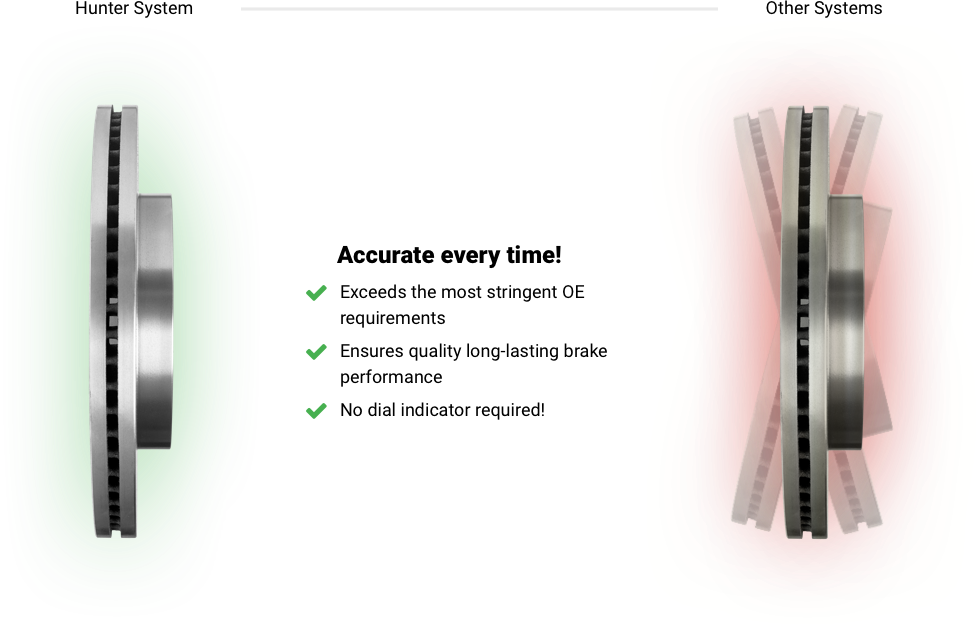 Hunter System
Other Systems
Accurate every time!
Exceeds the most stringent OE
requirements
Ensures quality long-lasting brake
performance
No dial indicator required!